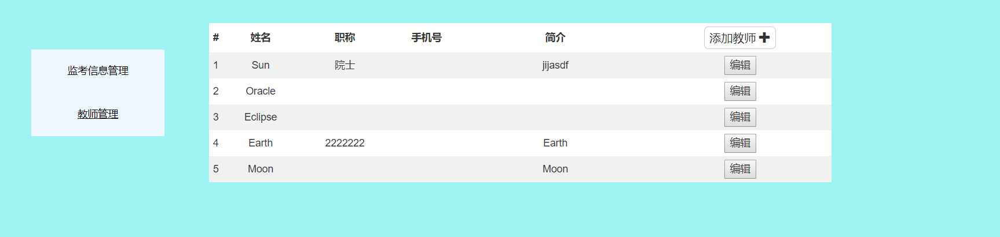 监考信息管理
教师管理
# 姓名 职称 手机号 简介 添加教师
1 Sun 院士 jijasdf 编辑
2 Oracle 编辑
3 Eclipse 编辑
4 Earth 2222222 Earth 编辑
5 Moon Moon 编辑